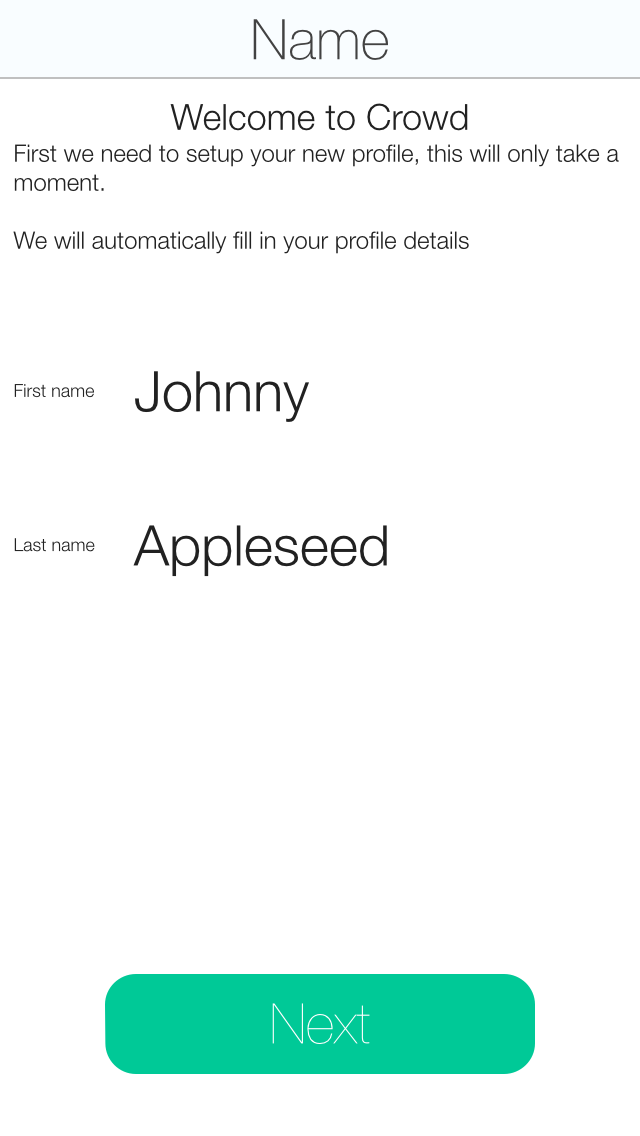 Name
Welcome to Crowd
First we need to setup your new profile, this will only take a
moment.
We will automatically fill in your profile details
First name Johnny
Last name Appleseed
Next